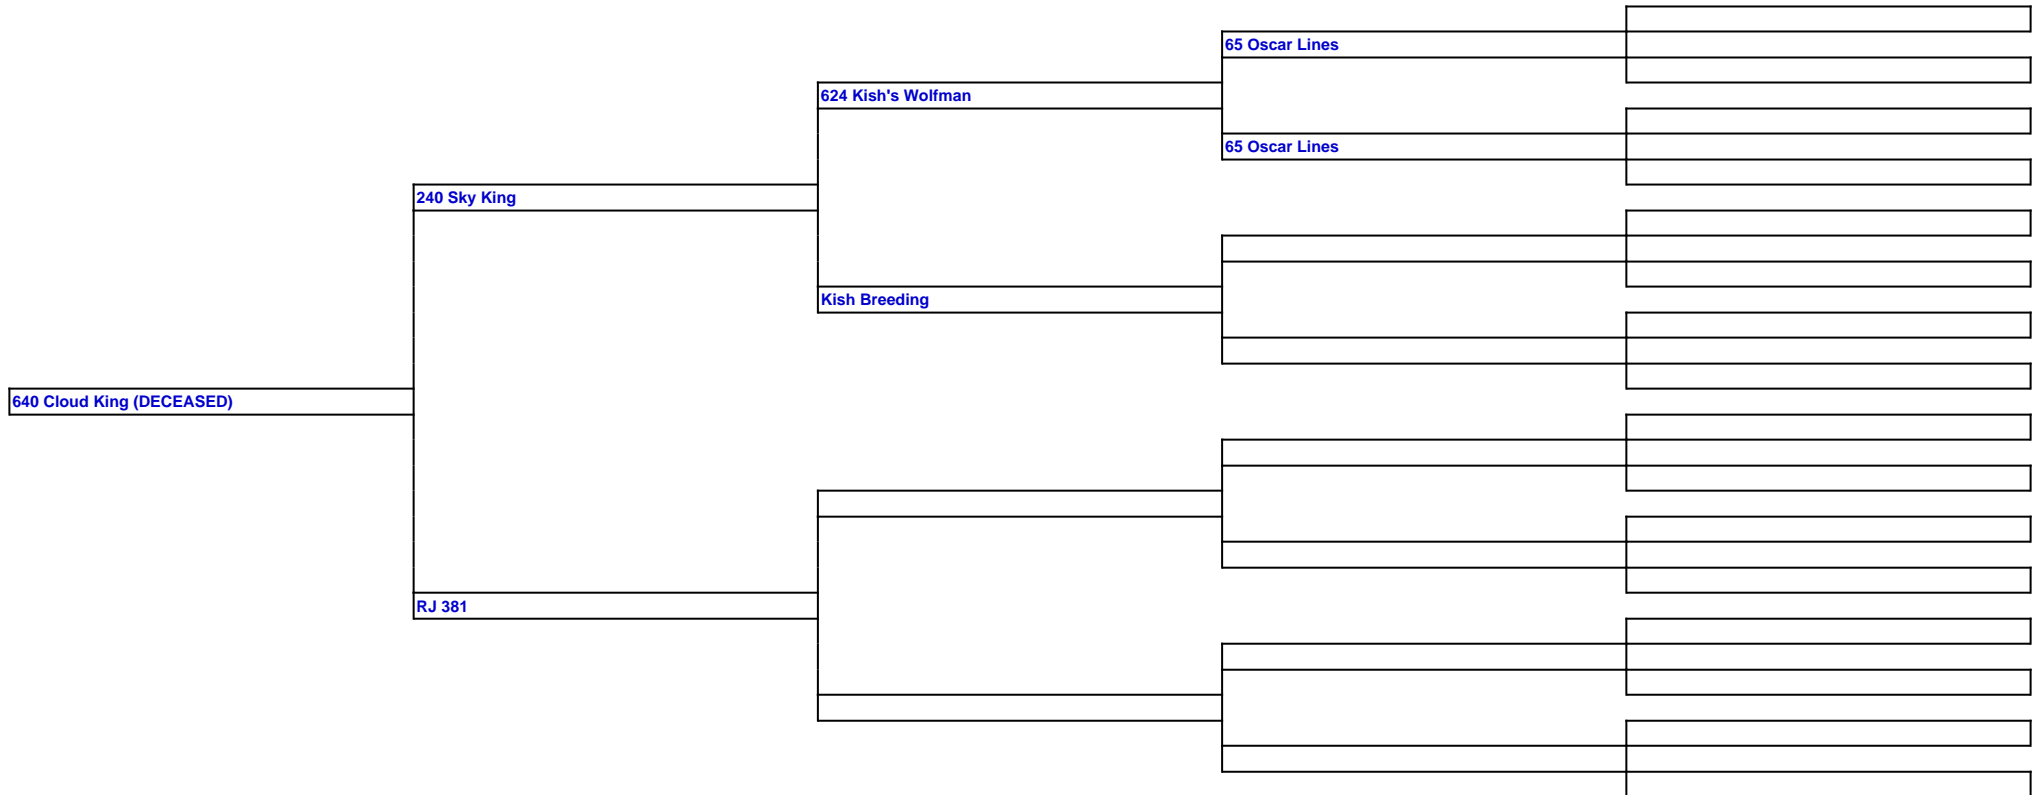 65 Oscar Lines
624 Kish's Wolfman
65 Oscar Lines
240 Sky King
Kish Breeding
640 Cloud King (DECEASED)
RJ 381